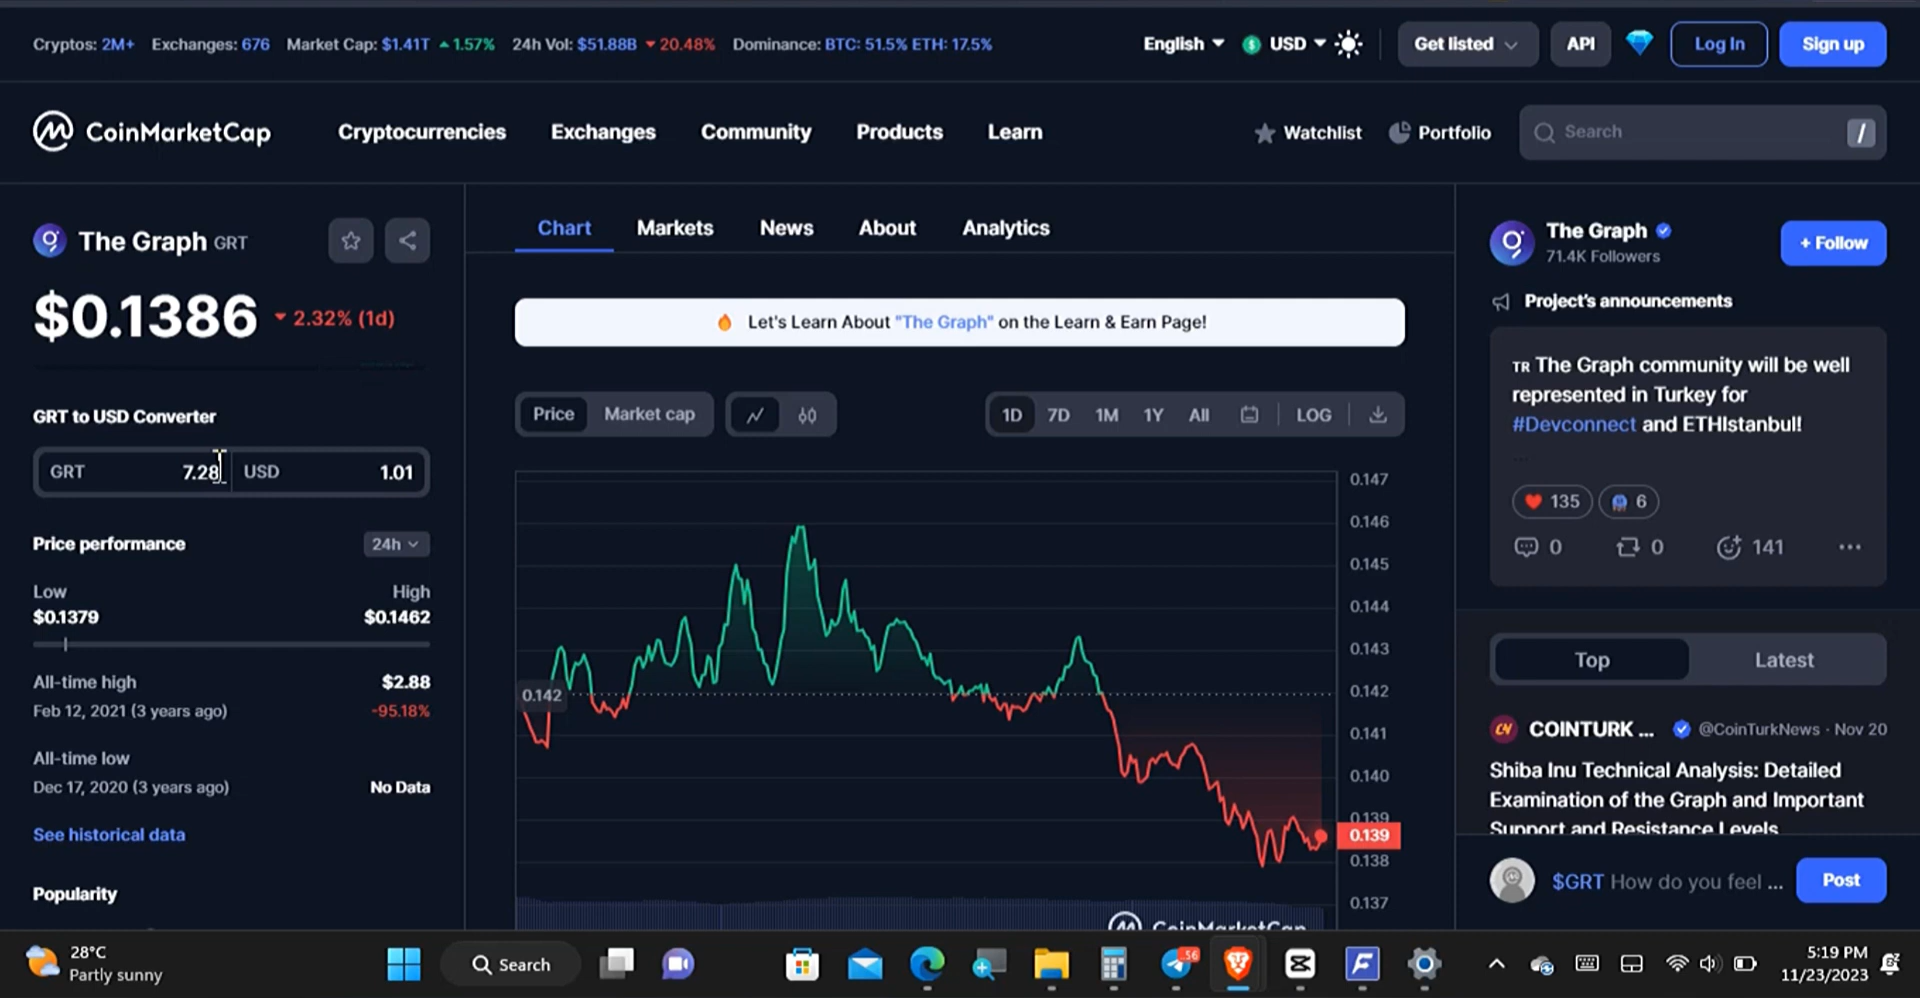 Cryptos: 2M+ Exchanges: 676 Market Cap: $1.41T 1.57% 24h Vol: $51.88B 20.48% Dominance: BTC: 51.5% ETH: 17.5%
English USD Get listed API Log In Sign up
CoinMarketCap Cryptocurrencies Exchanges Community Products Learn Watchlist Portfolio Search /
The Graph GRT
$0.1386 2.32% (1d)
GRT to USD Converter
GRT 7.28 USD 1.01
Price performance 24h
Low High
$0.1379 $0.1462
All-time high $2.88
Feb 12, 2021 (3 years ago) -95.18%
All-time low
Dec 17, 2020 (3 years ago) No Data
See historical data
Popularity
Chart Markets News About Analytics
Let's Learn About "The Graph" on the Learn & Earn Page!
Price Market cap 1D 7D 1M 1Y All LOG
0.147
0.146
0.145
0.144
0.143
0.142
0.142
0.141
0.140
0.139
0.139
0.138
0.137
CoinMarketCap
The Graph
71.4K Followers
+ Follow
Project's announcements
TR The Graph community will be well
represented in Turkey for
#Devconnect and ETHIstanbul!
...
135 6
0 0 141
Top Latest
COINTURK ... @CoinTurkNews · Nov 20
Shiba Inu Technical Analysis: Detailed
Examination of the Graph and Important
Support and Resistance Levels
$GRT How do you feel ... Post
28°C
Partly sunny
Search
56
5:19 PM
11/23/2023